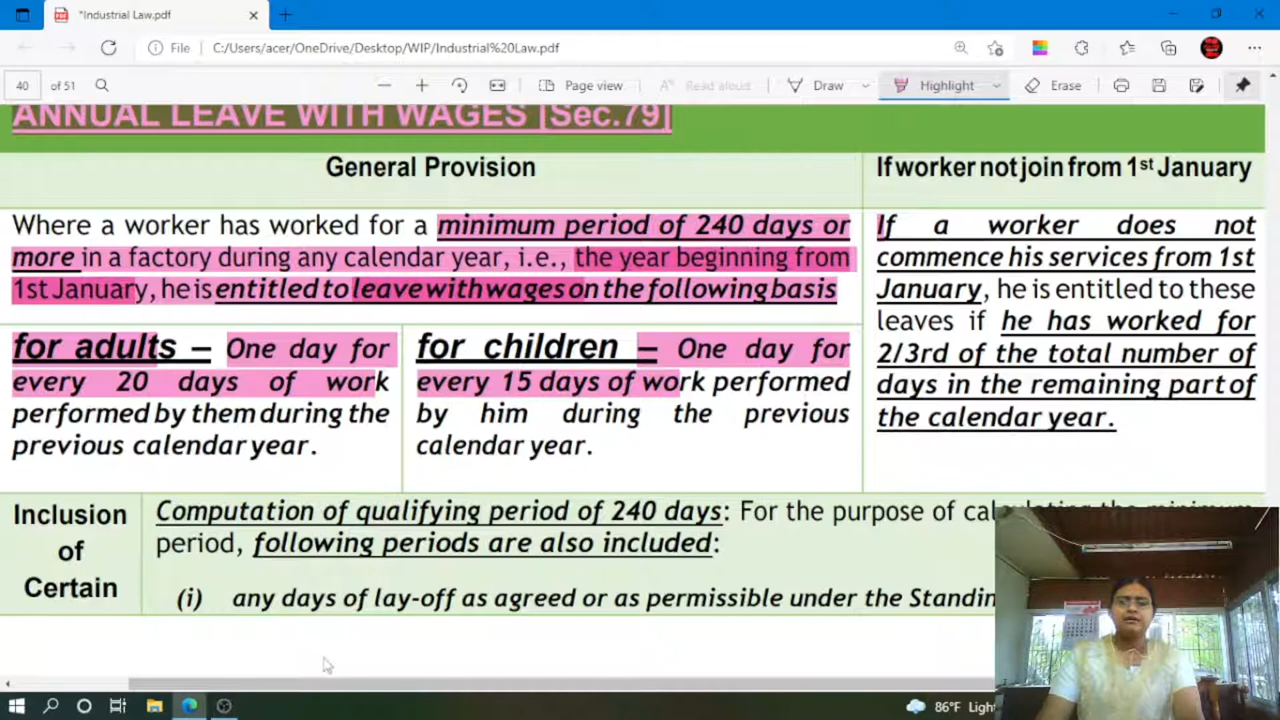 *Industrial Law.pdf
File C:/Users/acer/OneDrive/Desktop/WIP/Industrial%20Law.pdf
40 of 51 Page view Read aloud Draw Highlight Erase
ANNUAL LEAVE WITH WAGES [Sec.79]
General Provision
If worker not join from 1st January
Where a worker has worked for a minimum period of 240 days or
more in a factory during any calendar year, i.e., the year beginning from
1st January, he is entitled to leave with wages on the following basis
for adults – One day for
every 20 days of work
performed by them during the
previous calendar year.
for children – One day for
every 15 days of work performed
by him during the previous
calendar year.
If a worker does not
commence his services from 1st
January, he is entitled to these
leaves if he has worked for
2/3rd of the total number of
days in the remaining part of
the calendar year.
Inclusion
of
Certain
Computation of qualifying period of 240 days: For the purpose of
period, following periods are also included:
(i) any days of lay-off as agreed or as permissible under the
86°F